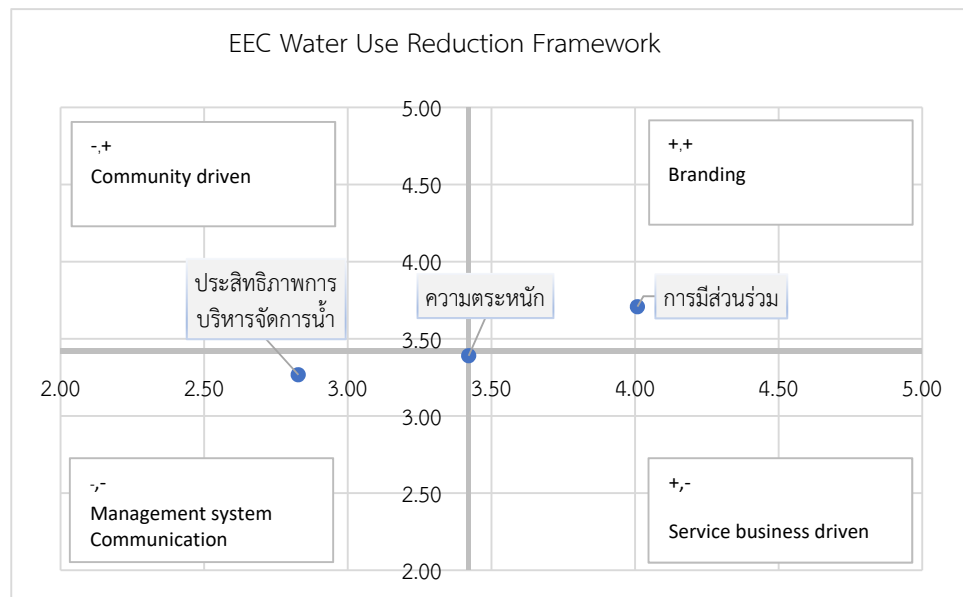 EEC Water Use Reduction Framework
5.00
-,+
Community driven
+,+
Branding
4.50
4.00
ประสิทธิภาพการ
บริหารจัดการน้ำ
ความตระหนัก
การมีส่วนร่วม
3.50
2.00 2.50 3.00 3.50 4.00 4.50 5.00
3.00
-,-
Management system
Communication
+,-
Service business driven
2.50
2.00